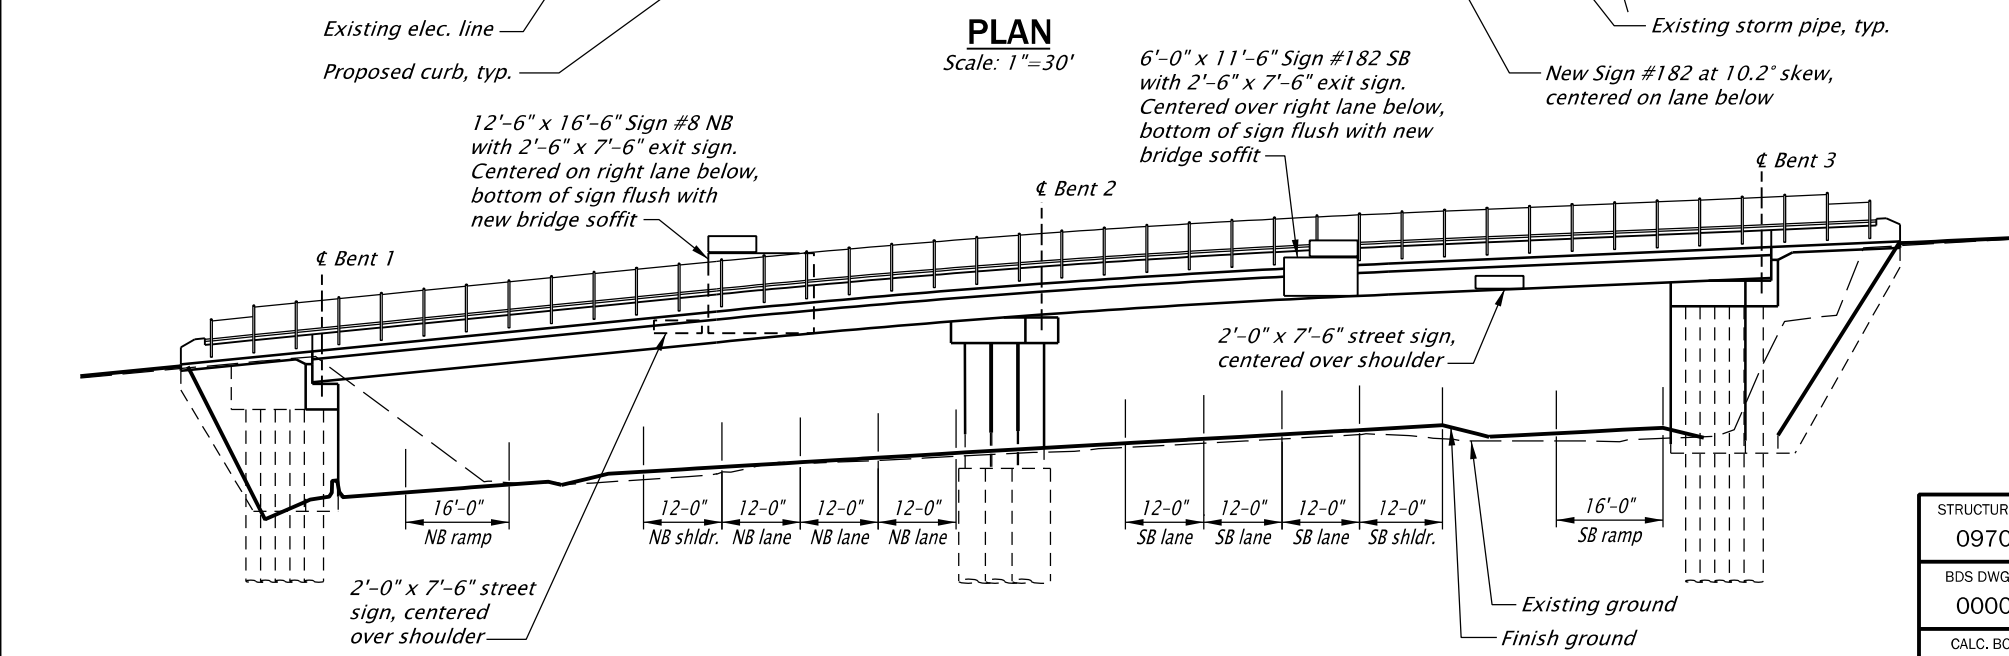 Existing elec. line
Proposed curb, typ.
PLAN
Scale: 1"=30'
Existing storm pipe, typ.
New Sign #182 at 10.2° skew,
centered on lane below
12'-6" x 16'-6" Sign #8 NB
with 2'-6" x 7'-6" exit sign.
Centered on right lane below,
bottom of sign flush with
new bridge soffit
6'-0" x 11'-6" Sign #182 SB
with 2'-6" x 7'-6" exit sign.
Centered over right lane below,
bottom of sign flush with new
bridge soffit
℄ Bent 1
℄ Bent 2
℄ Bent 3
2'-0" x 7'-6" street sign,
centered over shoulder
16'-0"
NB ramp
12-0"
NB shldr.
12-0"
NB lane
12-0"
NB lane
12-0"
NB lane
12-0"
SB lane
12-0"
SB lane
12-0"
SB lane
12-0"
SB shldr.
16'-0"
SB ramp
2'-0" x 7'-6" street
sign, centered
over shoulder
Existing ground
Finish ground
STRUCTUR
0970
BDS DWG
0000
CALC. BO